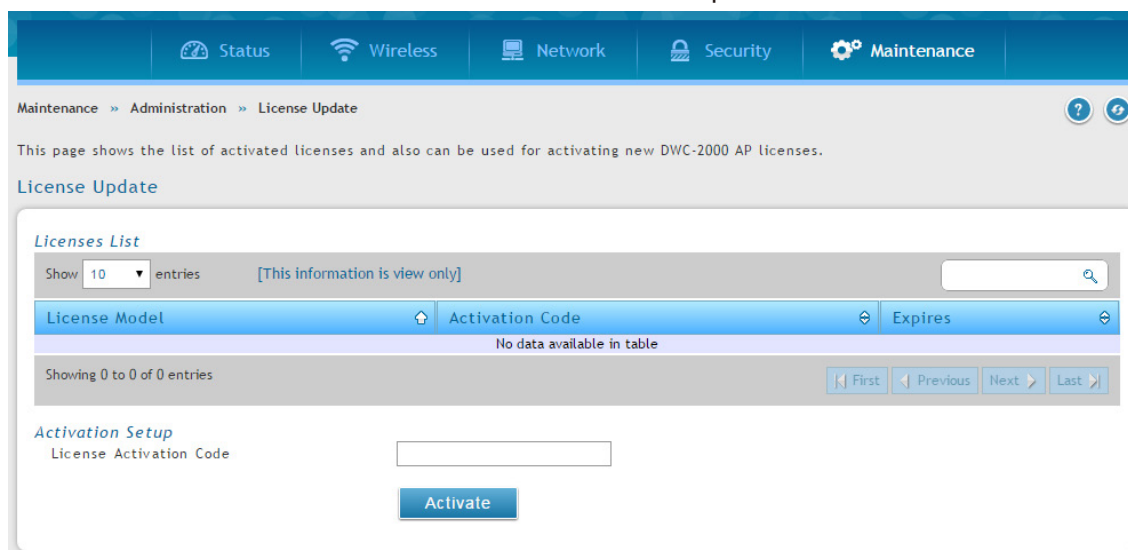 Status Wireless Network Security Maintenance
Maintenance » Administration » License Update
This page shows the list of activated licenses and also can be used for activating new DWC-2000 AP licenses.
License Update
Licenses List
Show 10 entries [This information is view only]
License Model Activation Code Expires
No data available in table
Showing 0 to 0 of 0 entries First Previous Next Last
Activation Setup
License Activation Code
Activate